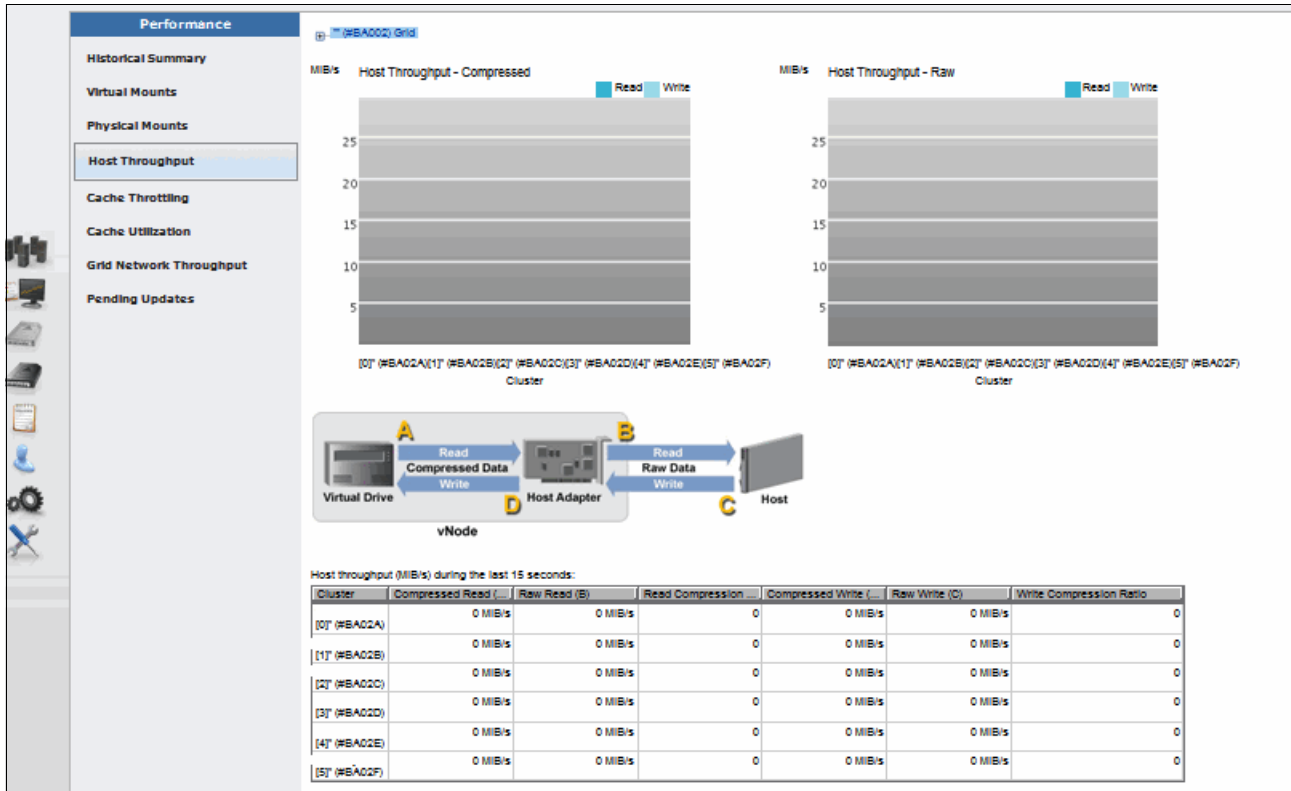 Performance
Historical Summary
Virtual Mounts
Physical Mounts
Host Throughput
Cache Throttling
Cache Utilization
Grid Network Throughput
Pending Updates
"" (#BA002) Grid
MiB/s Host Throughput - Compressed
Read Write
25
20
15
10
5
[0]" (#BA02A)[1]" (#BA02B)[2]" (#BA02C)[3]" (#BA02D)[4]" (#BA02E)[5]" (#BA02F)
Cluster
MiB/s Host Throughput - Raw
Read Write
25
20
15
10
5
[0]" (#BA02A)[1]" (#BA02B)[2]" (#BA02C)[3]" (#BA02D)[4]" (#BA02E)[5]" (#BA02F)
Cluster
A B
Read Read
Compressed Data Raw Data
Write Write
Virtual Drive D Host Adapter C Host
vNode
Host throughput (MiB/s) during the last 15 seconds:
Cluster Compressed Read (... Raw Read (B) Read Compression ... Compressed Write (... Raw Write (C) Write Compression Ratio
[0]" (#BA02A) 0 MiB/s 0 MiB/s 0 0 MiB/s 0 MiB/s 0
[1]" (#BA02B) 0 MiB/s 0 MiB/s 0 0 MiB/s 0 MiB/s 0
[2]" (#BA02C) 0 MiB/s 0 MiB/s 0 0 MiB/s 0 MiB/s 0
[3]" (#BA02D) 0 MiB/s 0 MiB/s 0 0 MiB/s 0 MiB/s 0
[4]" (#BA02E) 0 MiB/s 0 MiB/s 0 0 MiB/s 0 MiB/s 0
[5]" (#BA02F) 0 MiB/s 0 MiB/s 0 0 MiB/s 0 MiB/s 0